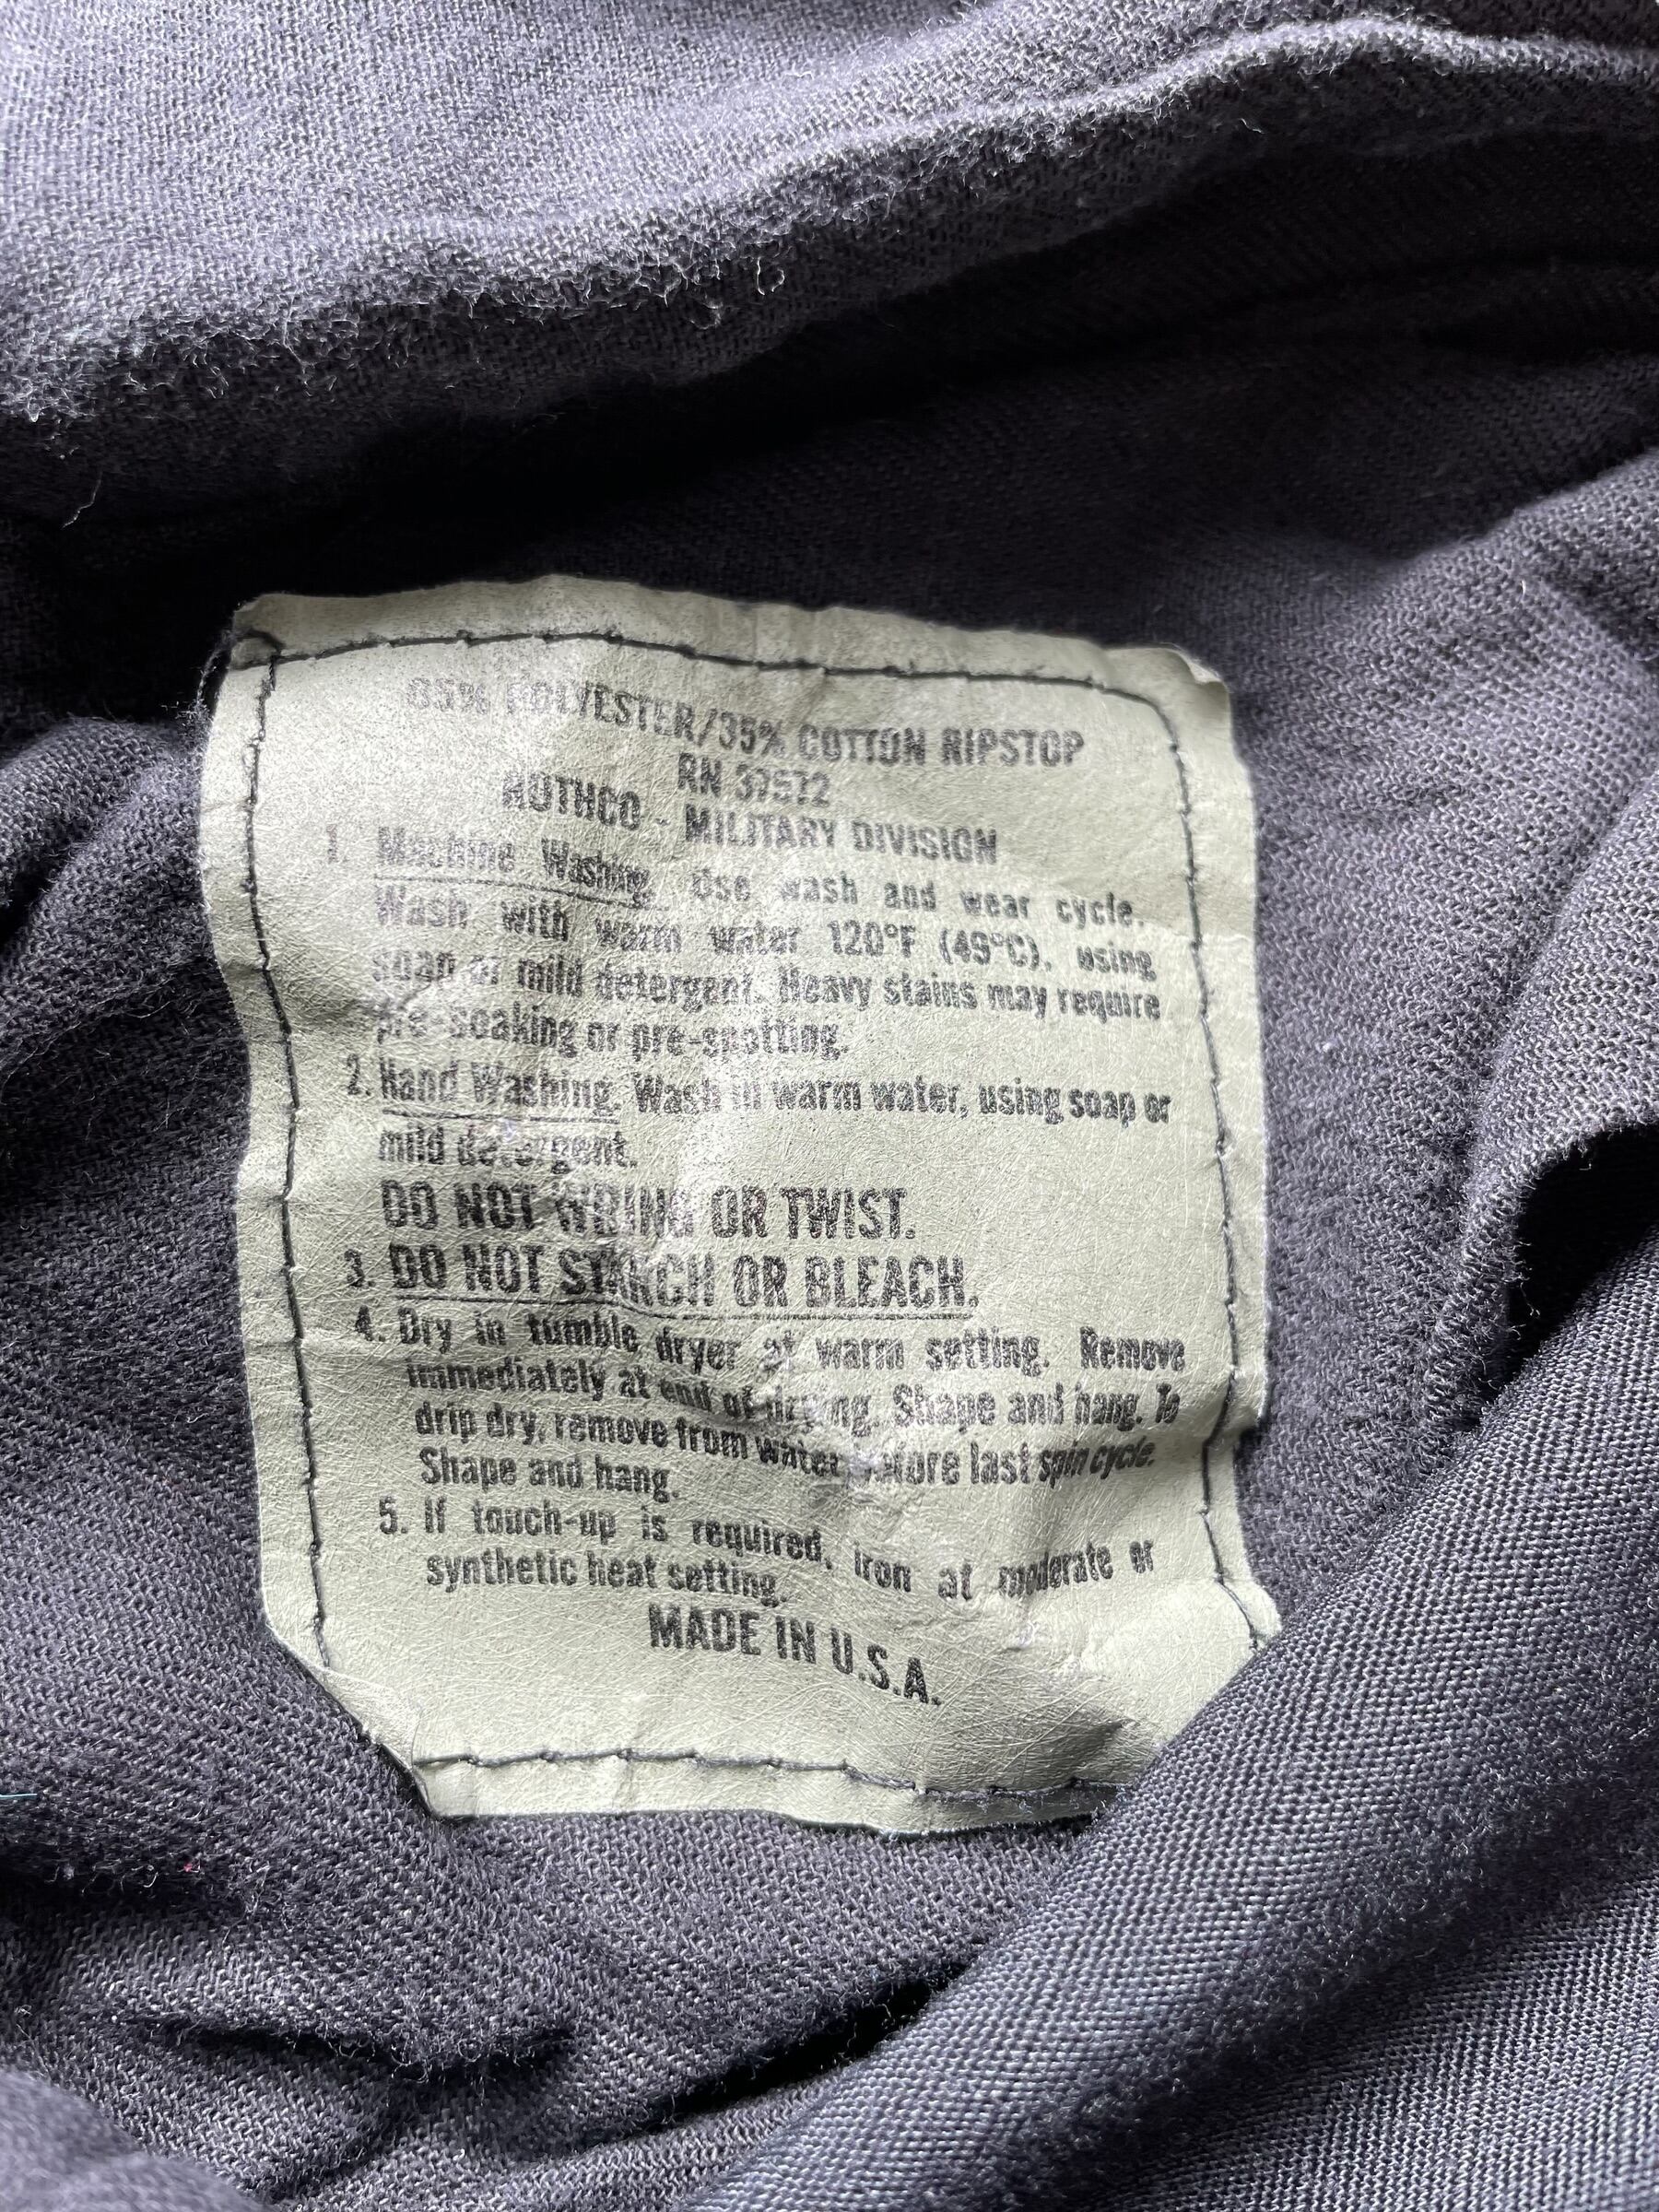 65% POLYESTER/35% COTTON RIPSTOP
RN 37572
ROTHCO - MILITARY DIVISION
1. Machine Washing. Use wash and wear cycle.
Wash with warm water 120°F (49°C), using
soap or mild detergent. Heavy stains may require
pre-soaking or pre-spotting.
2. Hand Washing. Wash in warm water, using soap or
mild detergent.
DO NOT WRING OR TWIST.
3. DO NOT STARCH OR BLEACH.
4. Dry in tumble dryer at warm setting. Remove
immediately at end of drying. Shape and hang. To
drip dry, remove from water before last spin cycle.
Shape and hang.
5. If touch-up is required, iron at moderate or
synthetic heat setting.
MADE IN U.S.A.